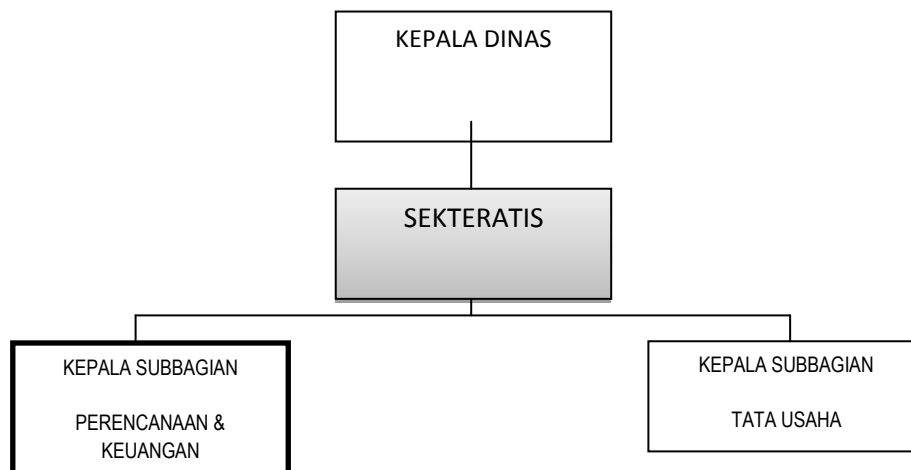 KEPALA DINAS
SEKTERATIS
KEPALA SUBBAGIAN
PERENCANAAN &
KEUANGAN
KEPALA SUBBAGIAN
TATA USAHA